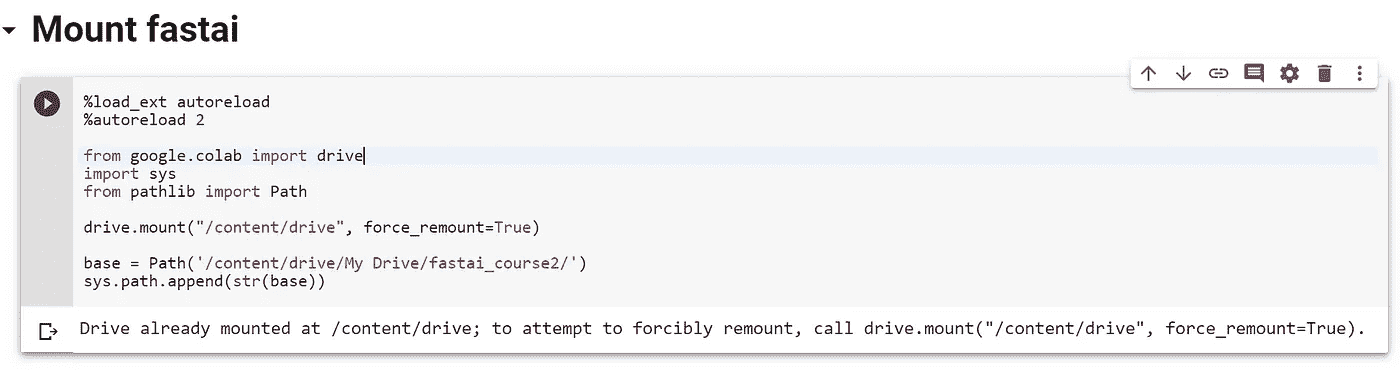 Mount fastai
%load_ext autoreload
%autoreload 2
from google.colab import drive
import sys
from pathlib import Path
drive.mount("/content/drive", force_remount=True)
base = Path('/content/drive/My Drive/fastai_course2/')
sys.path.append(str(base))
Drive already mounted at /content/drive; to attempt to forcibly remount, call drive.mount("/content/drive", force_remount=True).